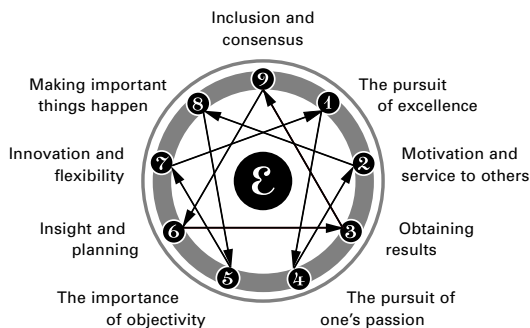 Inclusion and
consensus
9
Making important
things happen
8
1
The pursuit
of excellence
Innovation and
flexibility
7
2
Motivation and
service to others
ε
Insight and
planning
6
3
Obtaining
results
The importance
of objectivity
5
4
The pursuit of
one's passion